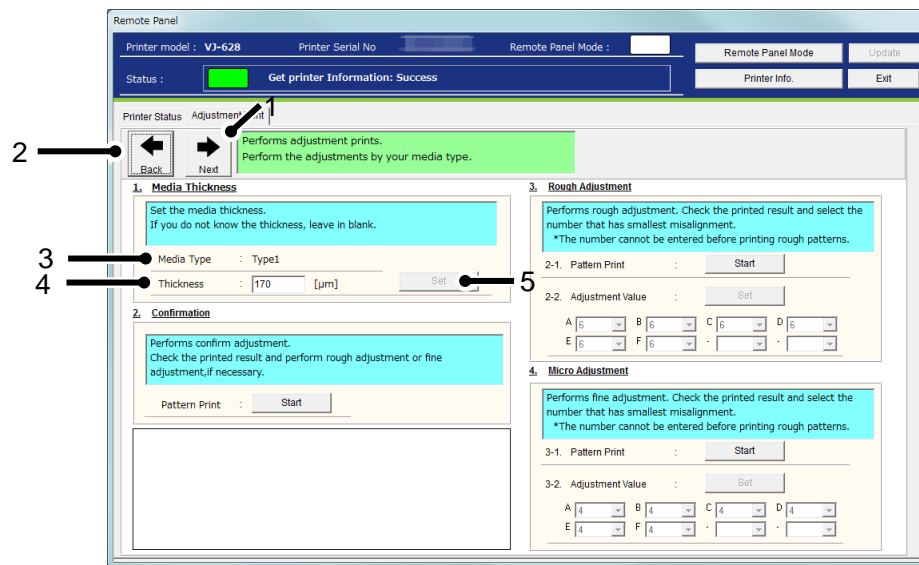 Remote Panel
Printer model : VJ-628 Printer Serial No Remote Panel Mode :
Remote Panel Mode Update
Status : Get printer Information: Success
Printer Info. Exit
1
Printer Status Adjustment
2
Back Next
Performs adjustment prints.
Perform the adjustments by your media type.
1. Media Thickness
Set the media thickness.
If you do not know the thickness, leave in blank.
3
Media Type : Type1
4
Thickness : 170 [µm] Set
5
2. Confirmation
Performs confirm adjustment.
Check the printed result and perform rough adjustment or fine
adjustment,if necessary.
Pattern Print : Start
3. Rough Adjustment
Performs rough adjustment. Check the printed result and select the
number that has smallest misalignment.
*The number cannot be entered before printing rough patterns.
2-1. Pattern Print : Start
2-2. Adjustment Value : Set
A 6 B 6 C 6 D 6
E 6 F 6 - -
4. Micro Adjustment
Performs fine adjustment. Check the printed result and select the
number that has smallest misalignment.
*The number cannot be entered before printing rough patterns.
3-1. Pattern Print : Start
3-2. Adjustment Value : Set
A 4 B 4 C 4 D 4
E 4 F 4 - -